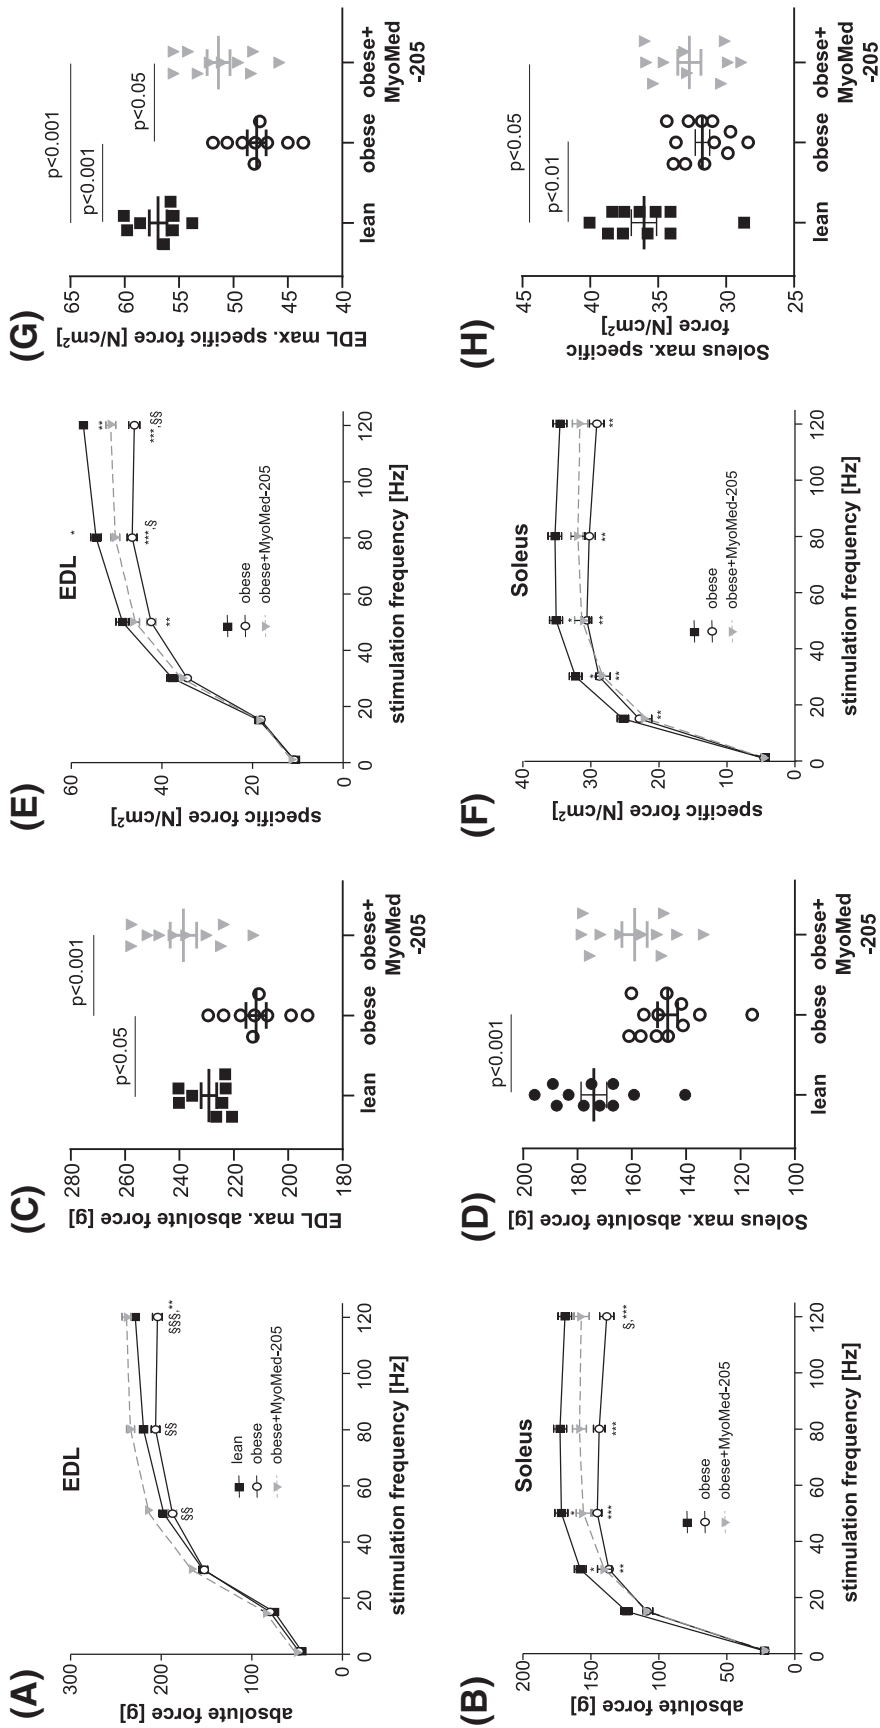 (A)
EDL
absolute force [g]
300
200
100
0
0 20 40 60 80 100 120
stimulation frequency [Hz]
lean
obese
obese+MyoMed-205
§§
§§
§§§, **
(B)
Soleus
absolute force [g]
200
150
100
50
0
0 20 40 60 80 100 120
stimulation frequency [Hz]
obese
obese+MyoMed-205
*
**
*
***
***
§, ***
(C)
EDL max. absolute force [g]
280
260
240
220
200
180
p<0.001
p<0.05
lean obese obese+
MyoMed
-205
(D)
Soleus max. absolute force [g]
200
180
160
140
120
100
p<0.001
lean obese obese+
MyoMed
-205
(E)
EDL
specific force [N/cm²]
60
40
20
0
0 20 40 60 80 100 120
stimulation frequency [Hz]
obese
obese+MyoMed-205
**
*
***,§
**
***,§§
(F)
Soleus
specific force [N/cm²]
40
30
20
10
0
0 20 40 60 80 100 120
stimulation frequency [Hz]
obese
obese+MyoMed-205
**
*
**
*
**
**
**
(G)
EDL max. specific force [N/cm²]
65
60
55
50
45
40
p<0.001
p<0.001
p<0.05
lean obese obese+
MyoMed
-205
(H)
Soleus max. specific
force [N/cm²]
45
40
35
30
25
p<0.05
p<0.01
lean obese obese+
MyoMed
-205